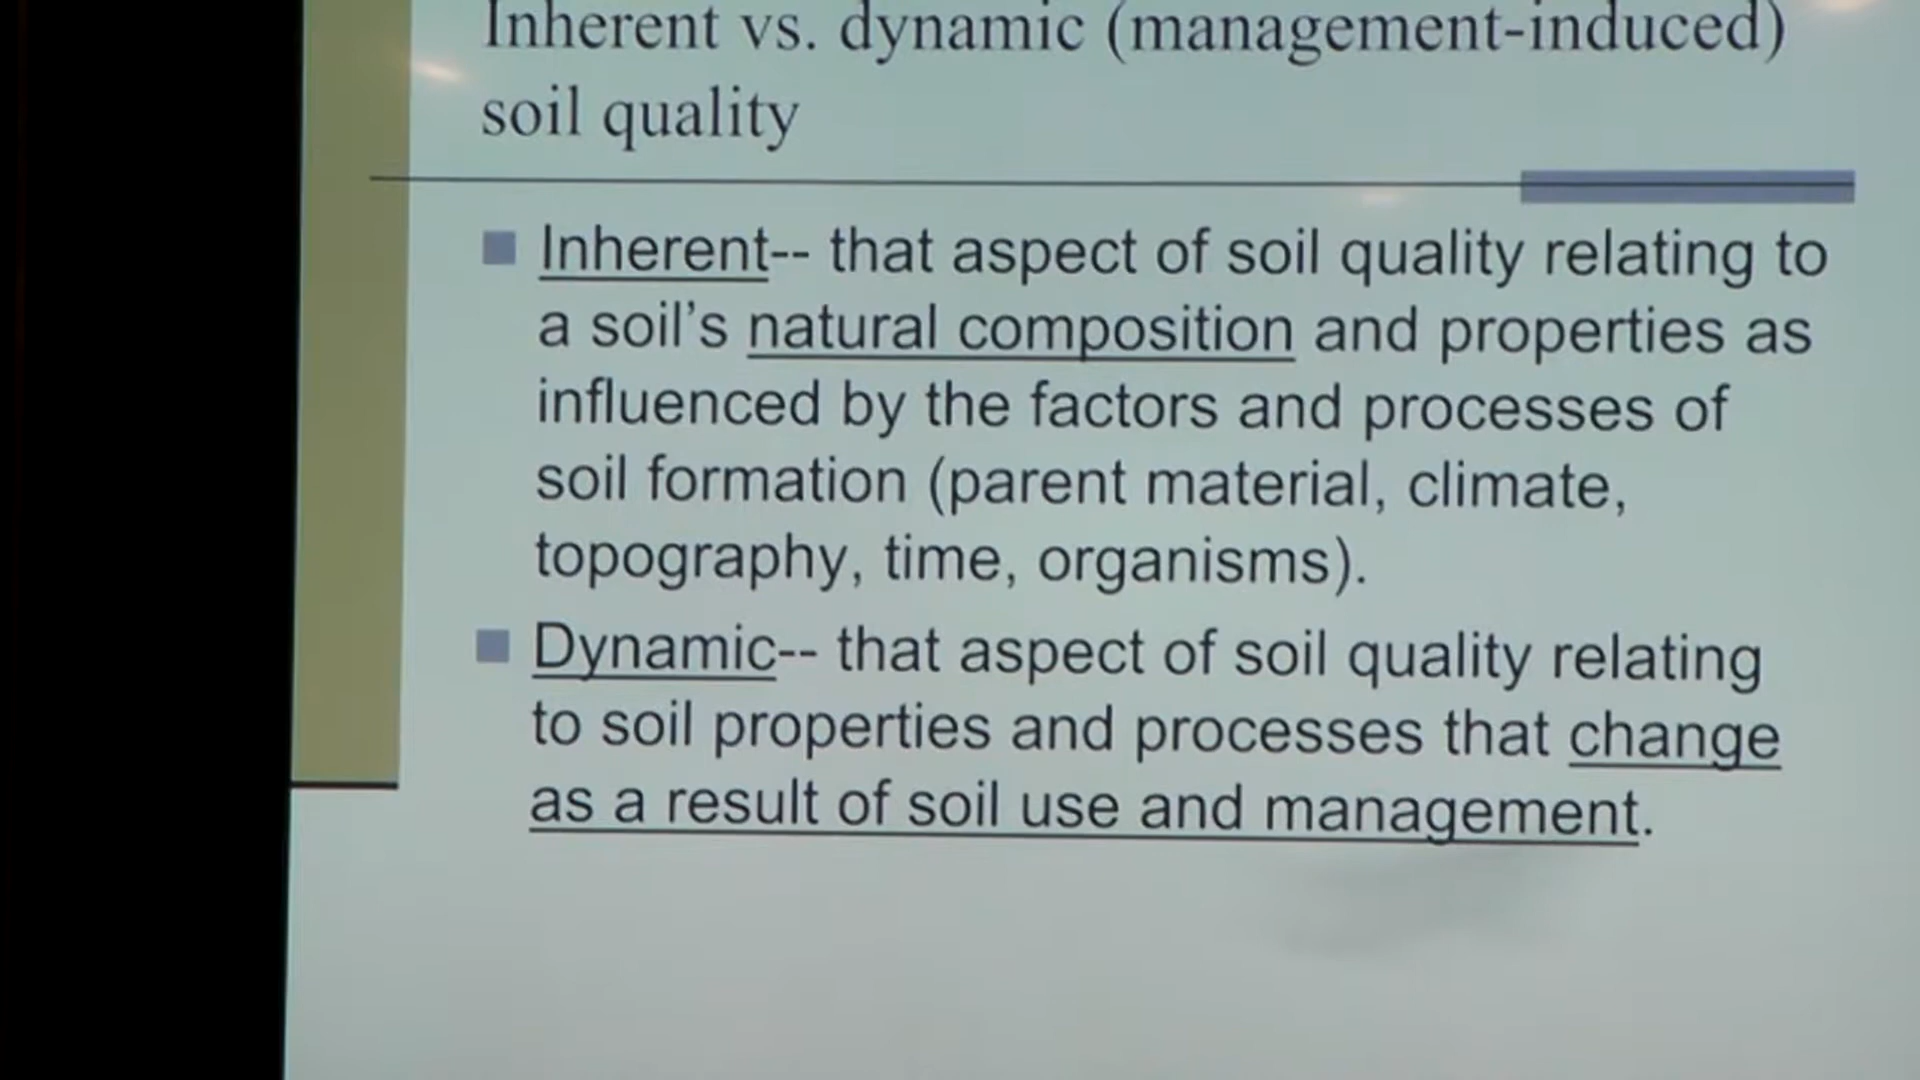 Inherent vs. dynamic (management-induced)
soil quality
Inherent-- that aspect of soil quality relating to
a soil's natural composition and properties as
influenced by the factors and processes of
soil formation (parent material, climate,
topography, time, organisms).
Dynamic-- that aspect of soil quality relating
to soil properties and processes that change
as a result of soil use and management.